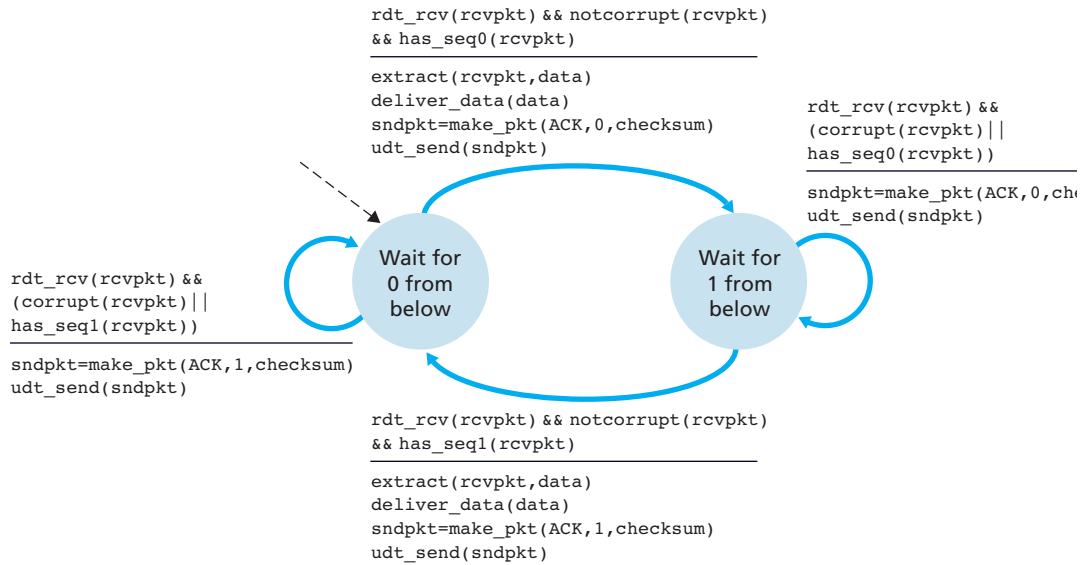 rdt_rcv(rcvpkt) && notcorrupt(rcvpkt)
&& has_seq0(rcvpkt)
extract(rcvpkt,data)
deliver_data(data)
sndpkt=make_pkt(ACK,0,checksum)
udt_send(sndpkt)
rdt_rcv(rcvpkt) &&
(corrupt(rcvpkt)||
has_seq0(rcvpkt))
sndpkt=make_pkt(ACK,0,che
udt_send(sndpkt)
Wait for
0 from
below
Wait for
1 from
below
rdt_rcv(rcvpkt) &&
(corrupt(rcvpkt)||
has_seq1(rcvpkt))
sndpkt=make_pkt(ACK,1,checksum)
udt_send(sndpkt)
rdt_rcv(rcvpkt) && notcorrupt(rcvpkt)
&& has_seq1(rcvpkt)
extract(rcvpkt,data)
deliver_data(data)
sndpkt=make_pkt(ACK,1,checksum)
udt_send(sndpkt)